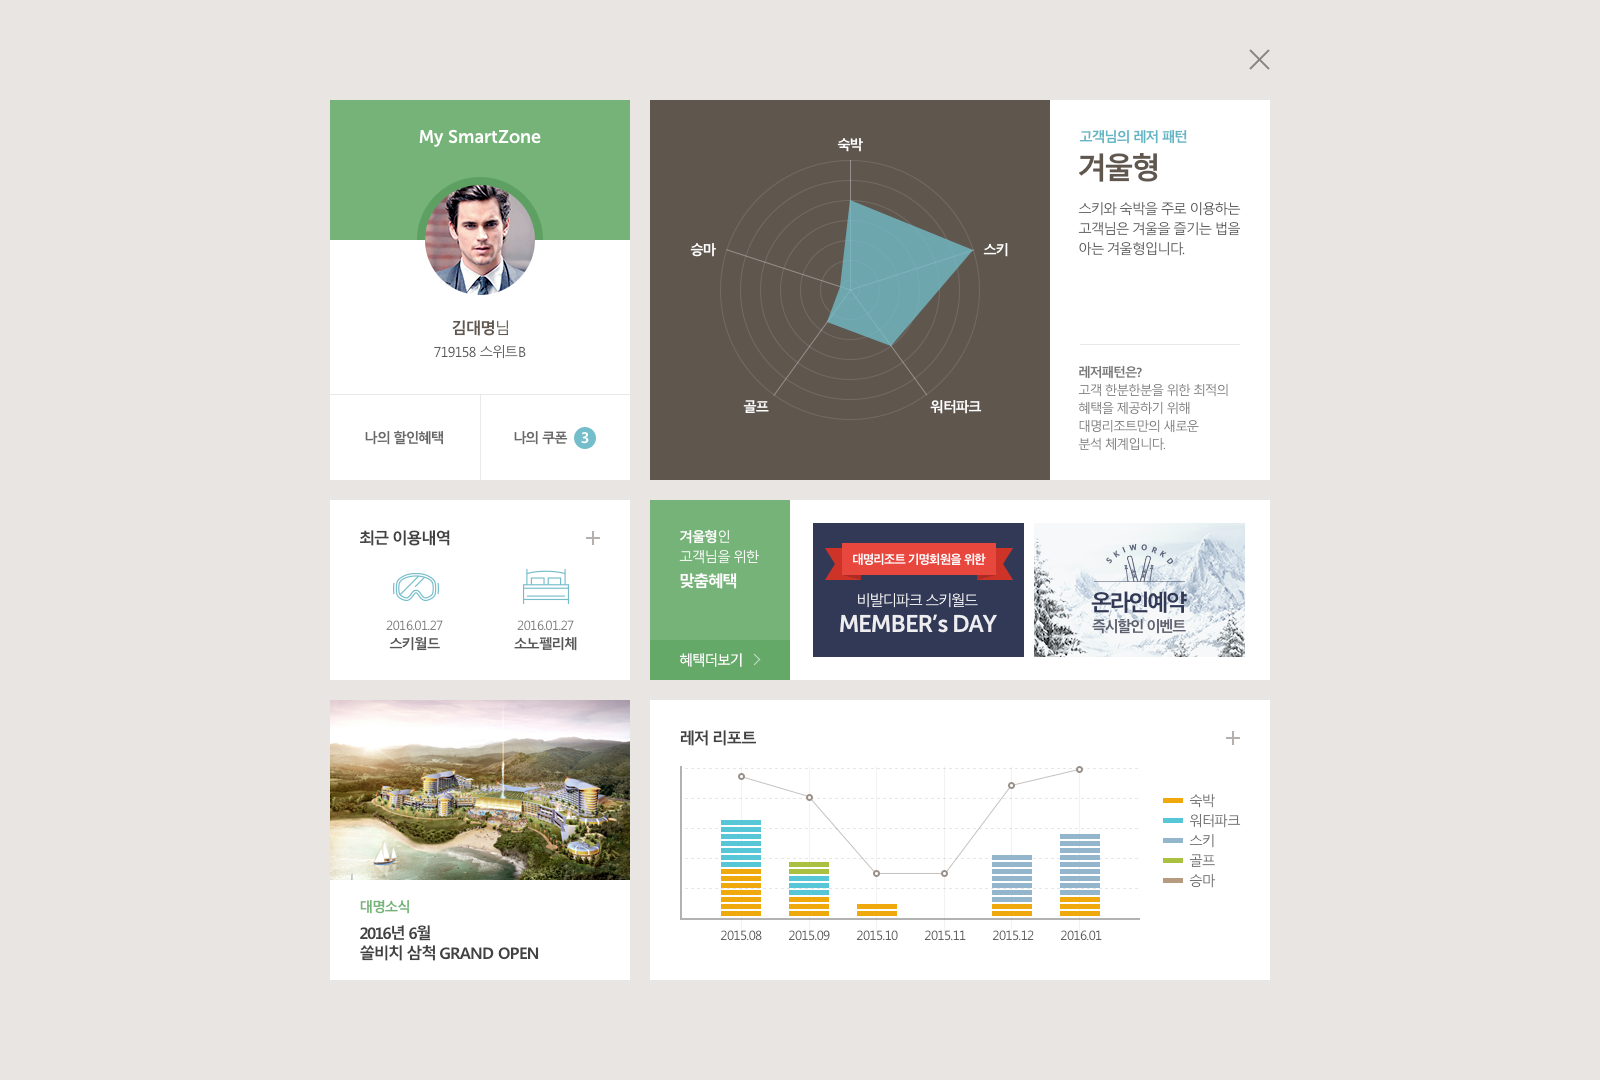 My SmartZone
김대명님
719158 스위트B
나의 할인혜택
나의 쿠폰 3
숙박
스키
워터파크
골프
승마
고객님의 레저 패턴
겨울형
스키와 숙박을 주로 이용하는
고객님은 겨울을 즐기는 법을
아는 겨울형입니다.
레저패턴은?
고객 한분한분을 위한 최적의
혜택을 제공하기 위해
대명리조트만의 새로운
분석 체계입니다.
최근 이용내역
2016.01.27
스키월드
2016.01.27
소노펠리체
겨울형인
고객님을 위한
맞춤혜택
혜택더보기
대명리조트 기명회원을 위한
비발디파크 스키월드
MEMBER's DAY
SKIWORKD
온라인예약
즉시할인 이벤트
대명소식
2016년 6월
쏠비치 삼척 GRAND OPEN
레저 리포트
숙박
워터파크
스키
골프
승마
2015.08 2015.09 2015.10 2015.11 2015.12 2016.01